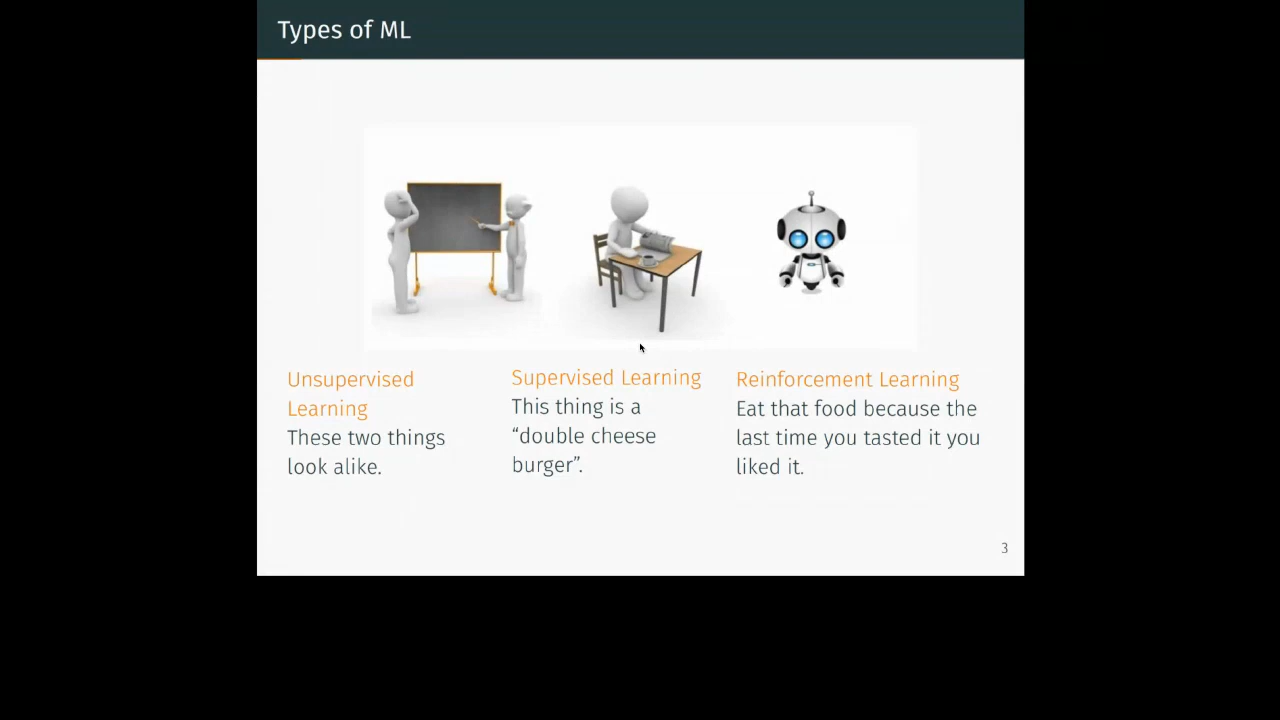 Types of ML
Unsupervised
Learning
These two things
look alike.
Supervised Learning
This thing is a
“double cheese
burger”.
Reinforcement Learning
Eat that food because the
last time you tasted it you
liked it.
3